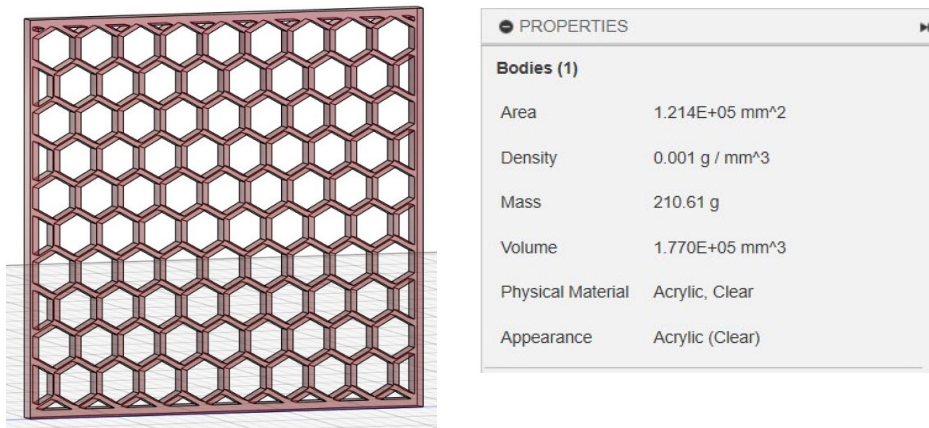 PROPERTIES
Bodies (1)
Area 1.214E+05 mm^2
Density 0.001 g / mm^3
Mass 210.61 g
Volume 1.770E+05 mm^3
Physical Material Acrylic, Clear
Appearance Acrylic (Clear)